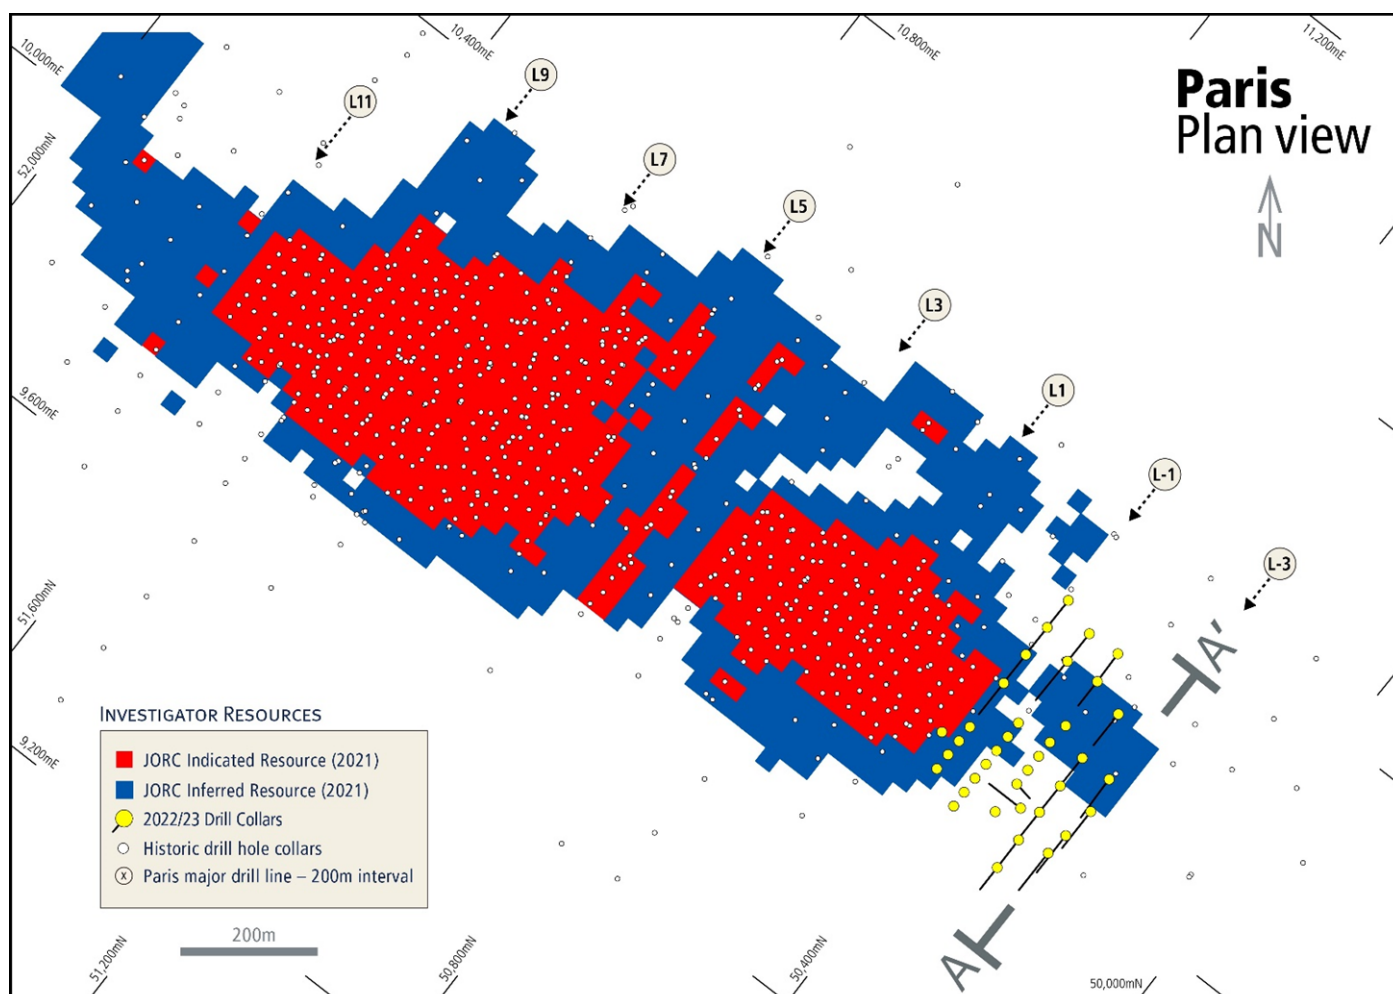 10,000mE
10,400mE
10,800mE
11,200mE
L9
L11
Paris
Plan view
52,000mN
L7
L5
N
L3
9,600mE
L1
L-1
L-3
51,600mN
A'
INVESTIGATOR RESOURCES
JORC Indicated Resource (2021)
JORC Inferred Resource (2021)
2022/23 Drill Collars
Historic drill hole collars
X Paris major drill line – 200m interval
9,200mE
200m
A
51,200mN
50,800mN
50,400mN
50,000mN